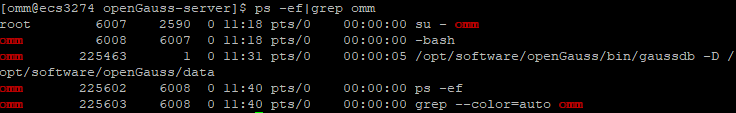 [omm@ecs3274 openGauss-server]$ ps -ef|grep omm
root 6007 2590 0 11:18 pts/0 00:00:00 su - omm
omm 6008 6007 0 11:18 pts/0 00:00:00 -bash
omm 225463 1 0 11:31 pts/0 00:00:05 /opt/software/openGauss/bin/gaussdb -D /
opt/software/openGauss/data
omm 225602 6008 0 11:40 pts/0 00:00:00 ps -ef
omm 225603 6008 0 11:40 pts/0 00:00:00 grep --color=auto omm